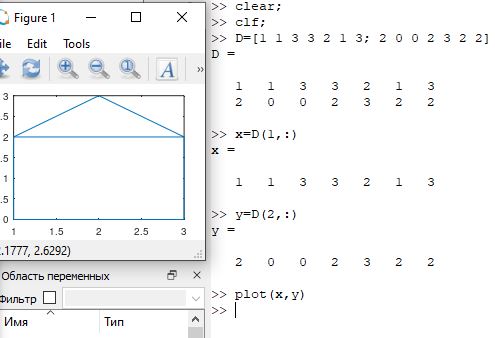 Figure 1
ile Edit Tools
A »
3
2.5
2
1.5
1
0.5
0
1 1.5 2 2.5 3
.1777, 2.6292)
Область переменных
Фильтр
Имя Тип
>> clear;
>> clf;
>> D=[1 1 3 3 2 1 3; 2 0 0 2 3 2 2]
D =
1 1 3 3 2 1 3
2 0 0 2 3 2 2
>> x=D(1,:)
x =
1 1 3 3 2 1 3
>> y=D(2,:)
y =
2 0 0 2 3 2 2
>> plot(x,y)
>>